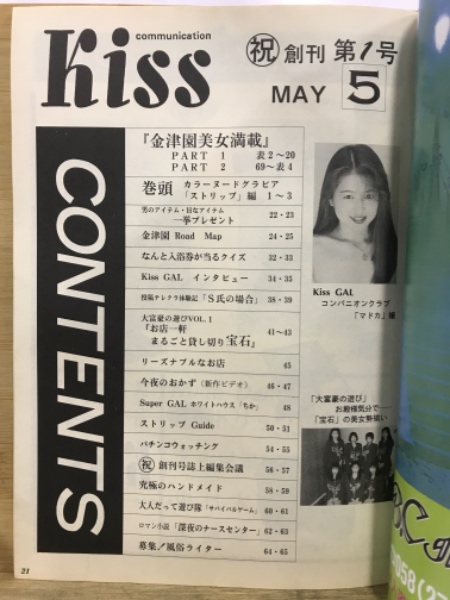 communication
Kiss
㊗ 創刊 第1号
MAY 5
CONTENTS
『金津園美女満載』
PART 1 表2〜20
PART 2 69〜表4
巻頭 カラーヌードグラビア
「ストリップ」編 1〜3
男のアイテム・目なアイテム
一挙プレゼント 22・23
金津園 Road Map 24・25
なんと入浴券が当るクイズ 32・33
Kiss GAL インタビュー 34・35
投稿テレクラ体験記「S氏の場合」 38・39
大富豪の遊びVOL.1
『お店一軒
まるごと貸し切り宝石』 41〜43
リーズナブルなお店 45
今夜のおかず(新作ビデオ) 46・47
Super GAL ホワイトハウス「ちか」 48
ストリップ Guide 50・51
パチンコウォッチング 54・55
㊗ 創刊号誌上編集会議 56・57
究極のハンドメイド 58・59
大人だって遊び隊「サバイバルゲーム」 60・61
ロマン小説「深夜のナースセンター」 62・63
募集!風俗ライター 64・65
Kiss GAL
コンパニオンクラブ
「マドカ」嬢
「大富豪の遊び」
お殿様気分で……
「宝石」の美女勢揃い
21
058(27